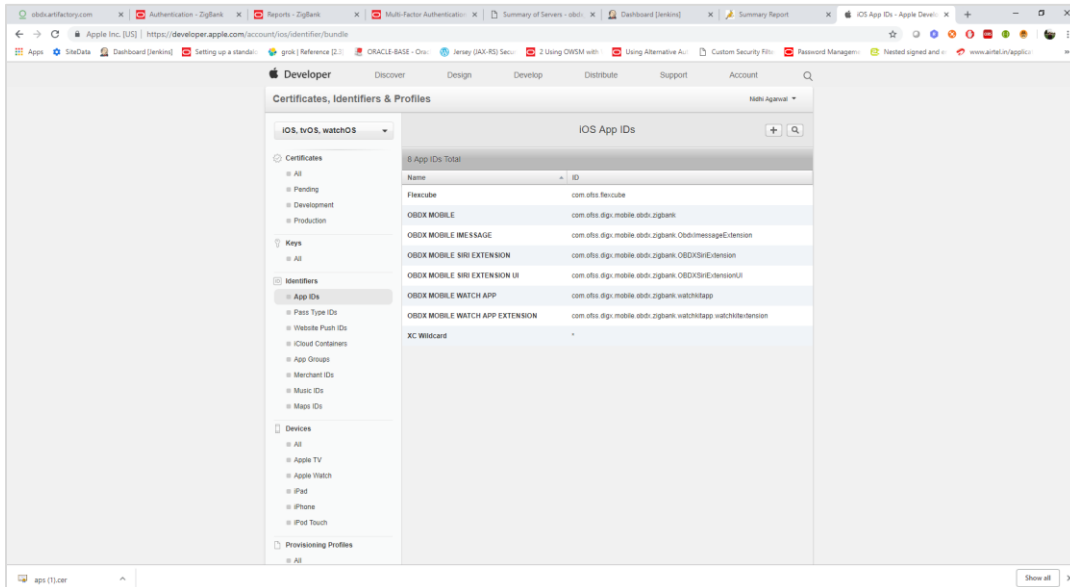 obdx.artifactory.com
Authentication - ZigBank
Reports - ZigBank
Multi-Factor Authentication
Summary of Servers - obdx
Dashboard [Jenkins]
Summary Report
iOS App IDs - Apple Develo
Apple Inc. [US] | https://developer.apple.com/account/ios/identifier/bundle
Apps
SiteData
Dashboard [Jenkins]
Setting up a standalo
grok | Reference [2.3]
ORACLE-BASE - Orac
Jersey (JAX-RS) Secur
2 Using OWSM with
Using Alternative Aut
Custom Security Filte
Password Managem
Nested signed and e
www.airtel.in/applica
Developer
Discover
Design
Develop
Distribute
Support
Account
Certificates, Identifiers & Profiles
Nidhi Agarwal
iOS, tvOS, watchOS
iOS App IDs
Certificates
All
Pending
Development
Production
Keys
All
Identifiers
App IDs
Pass Type IDs
Website Push IDs
iCloud Containers
App Groups
Merchant IDs
Music IDs
Maps IDs
Devices
All
Apple TV
Apple Watch
iPad
iPhone
iPod Touch
Provisioning Profiles
All
8 App IDs Total
Name ID
Flexcube com.ofss.flexcube
OBDX MOBILE com.ofss.digx.mobile.obdx.zigbank
OBDX MOBILE IMESSAGE com.ofss.digx.mobile.obdx.zigbank.ObdxImessageExtension
OBDX MOBILE SIRI EXTENSION com.ofss.digx.mobile.obdx.zigbank.OBDXSiriExtension
OBDX MOBILE SIRI EXTENSION UI com.ofss.digx.mobile.obdx.zigbank.OBDXSiriExtensionUI
OBDX MOBILE WATCH APP com.ofss.digx.mobile.obdx.zigbank.watchkitapp
OBDX MOBILE WATCH APP EXTENSION com.ofss.digx.mobile.obdx.zigbank.watchkitapp.watchkitextension
XC Wildcard *
aps (1).cer
Show all